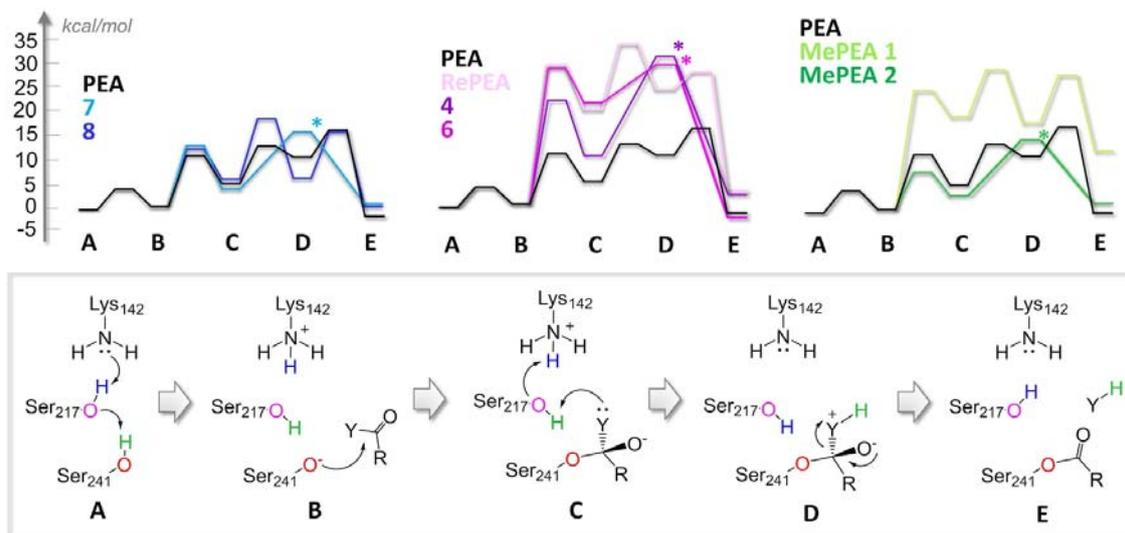 kcal/mol
35
30
25
20
15
10
5
0
-5
PEA
7
8
*
A B C D E
PEA
RePEA
4
6
*
*
A B C D E
PEA
MePEA 1
MePEA 2
*
A B C D E
Lys142
N
H H
H
Ser217 O
H
Ser241 O
A
Lys142
N +
H H
H
Ser217 O
H
Y O
R
Ser241 O-
B
Lys142
N +
H H
H
Ser217 O
H
Y
O O-
Ser241
R
C
Lys142
N
H H
Ser217 O
H
+
Y H
O O-
Ser241
R
D
Lys142
N
H H
H
Ser217 O
H
Y
O
O
Ser241
R
E